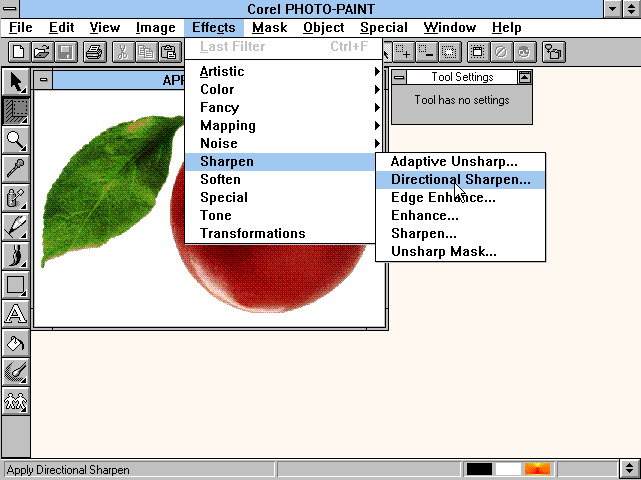 Corel PHOTO-PAINT
File Edit View Image Effects Mask Object Special Window Help
Last Filter Ctrl+F
Artistic
Color
Fancy
Mapping
Noise
Sharpen
Soften
Special
Tone
Transformations
Adaptive Unsharp...
Directional Sharpen...
Edge Enhance...
Enhance...
Sharpen...
Unsharp Mask...
Tool Settings
Tool has no settings
Apply Directional Sharpen